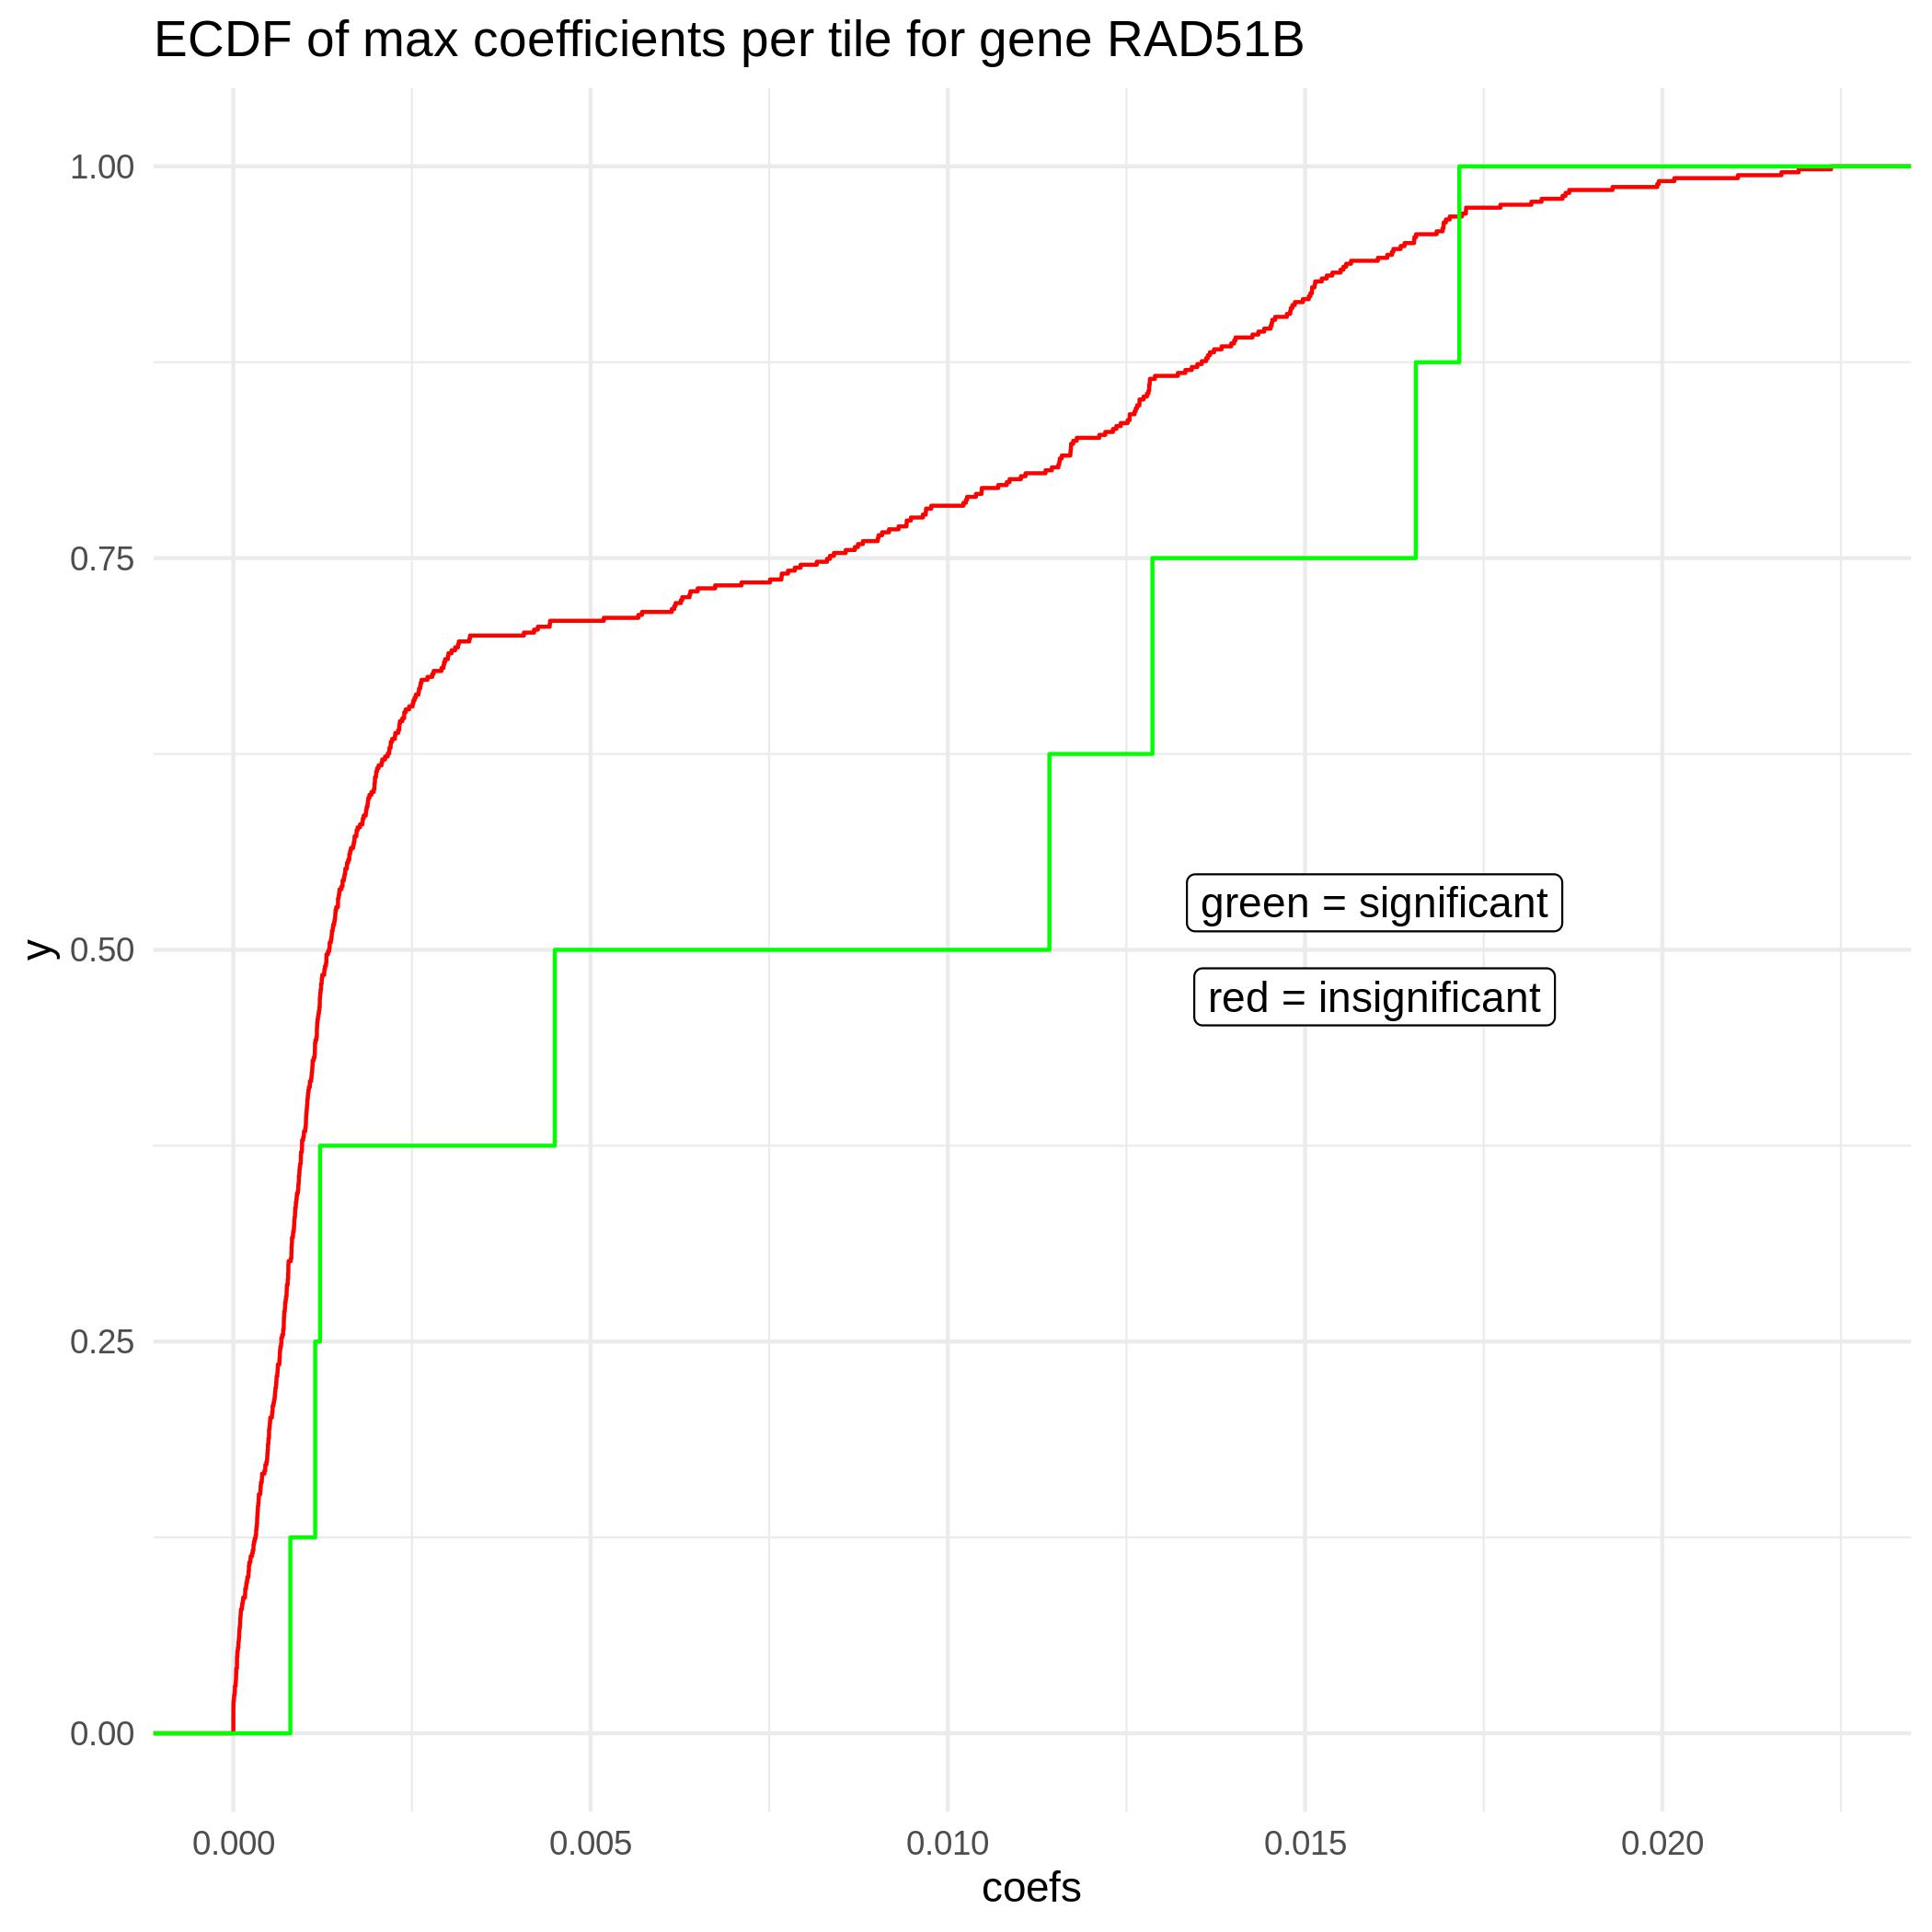 ECDF of max coefficients per tile for gene RAD51B
1.00
0.75
y
0.50
0.25
0.00
green = significant
red = insignificant
0.000 0.005 0.010 0.015 0.020
coefs